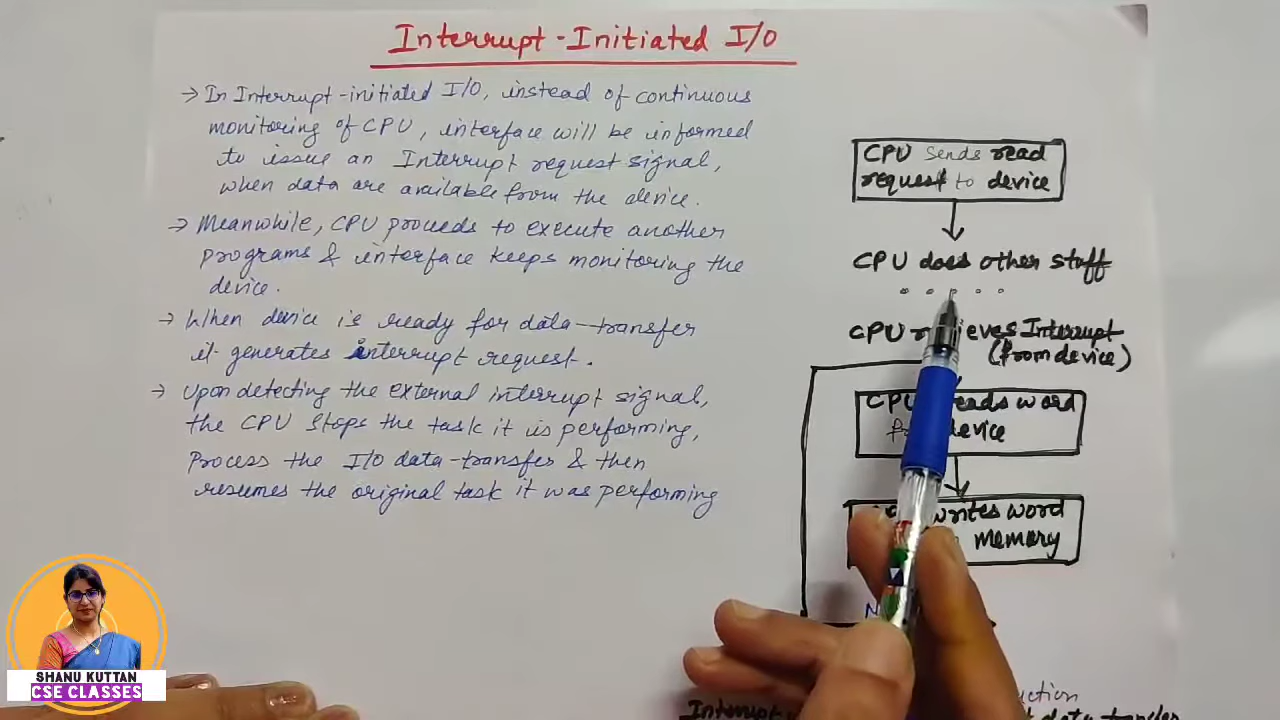 Interrupt-Initiated I/O
→ In Interrupt-initiated I/O, instead of continuous
monitoring of CPU, interface will be informed
to issue an Interrupt request signal,
when data are available from the device.
→ Meanwhile, CPU proceeds to execute another
programs & interface keeps monitoring the
device.
→ When device is ready for data-transfer
it generates interrupt request.
→ Upon detecting the external interrupt signal,
the CPU stops the task it is performing,
Process the I/O data-transfer & then
resumes the original task it was performing
CPU sends read
request to device
CPU does other stuff
.....
CPU Interrupt
(from device)
CPU reads word
device
writes word
memory
Interrupt
data transfer
SHANU KUTTAN
CSE CLASSES